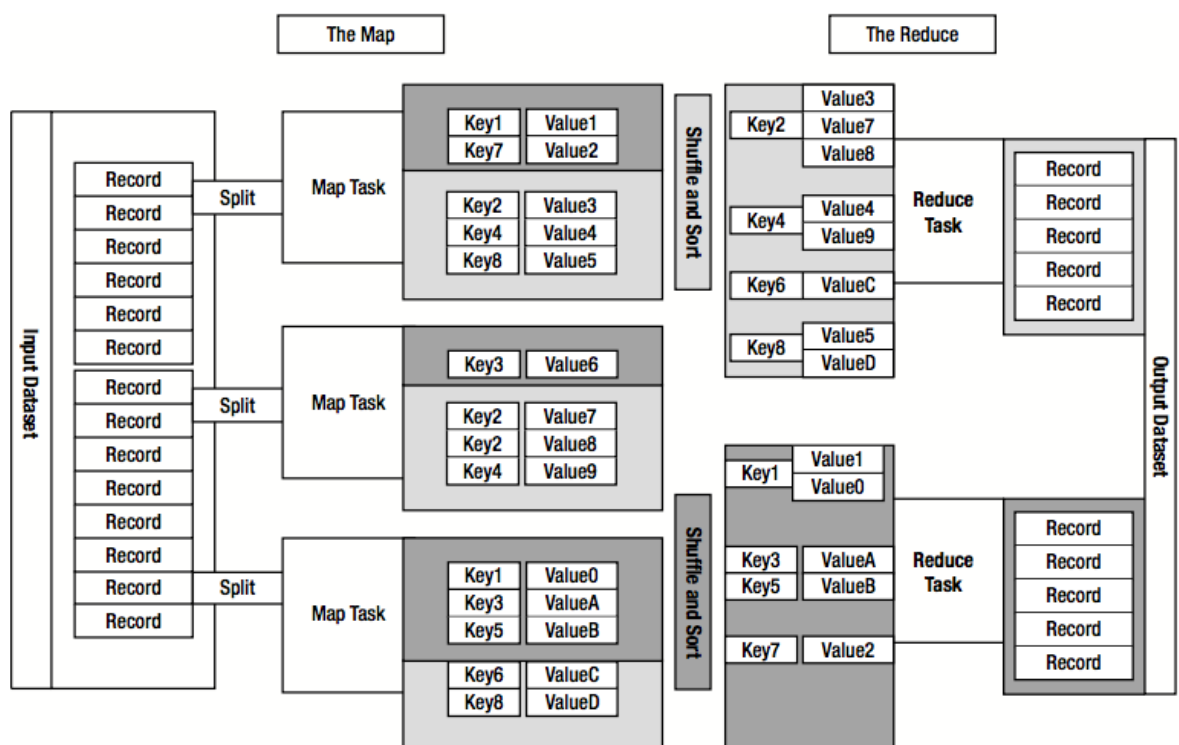 The Map
The Reduce
Input Dataset
Record
Record
Record
Record
Record
Record
Record
Record
Record
Record
Record
Record
Record
Record
Split
Split
Split
Map Task
Key1 Value1
Key7 Value2
Key2 Value3
Key4 Value4
Key8 Value5
Map Task
Key3 Value6
Key2 Value7
Key2 Value8
Key4 Value9
Map Task
Key1 Value0
Key3 ValueA
Key5 ValueB
Key6 ValueC
Key8 ValueD
Shuffle and Sort
Shuffle and Sort
Value3
Key2 Value7
Value8
Key4 Value4
Value9
Key6 ValueC
Key8 Value5
ValueD
Reduce
Task
Record
Record
Record
Record
Record
Key1 Value1
Value0
Key3 ValueA
Key5 ValueB
Key7 Value2
Reduce
Task
Record
Record
Record
Record
Record
Output Dataset